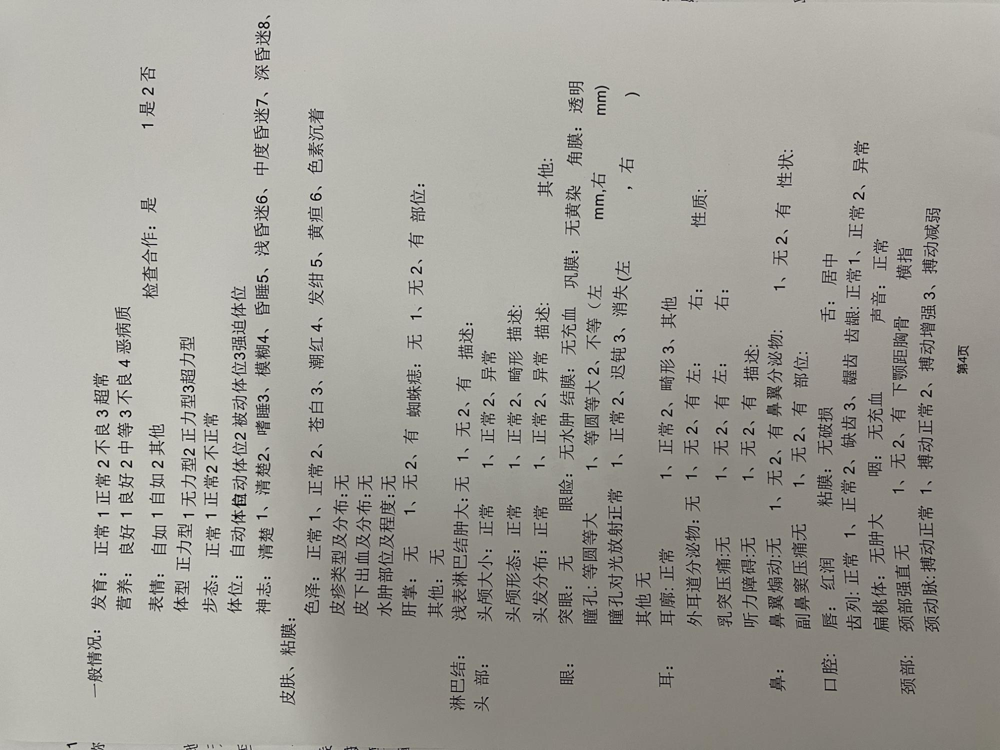 一般情况： 发育： 正常 1 正常 2 不良 3 超常
营养： 良好 1 良好 2 中等 3 不良 4 恶病质
表情： 自如 1 自如 2 其他 检查合作： 是 1 是 2 否
体型 正力型 1 无力型2 正力型3超力型
步态： 正常 1 正常2 不正常
体位： 自动体位 自动体位2 被动体位3强迫体位
神志： 清楚 1、清楚2、嗜睡3、模糊4、昏睡5、浅昏迷6、中度昏迷7、深昏迷8、
皮肤、粘膜：
色泽： 正常 1、正常 2、苍白 3、潮红 4、发绀 5、黄疸 6、色素沉着
皮疹类型及分布:无
皮下出血及分布:无
水肿部位及程度:无
肝掌： 无 1、无 2、有 蜘蛛痣: 无 1、无 2、有 部位：
其他： 无
淋巴结： 浅表淋巴结肿大: 无 1、无 2、有 描述：
头 部： 头颅大小： 正常 1、正常 2、异常
头颅形态： 正常 1、正常 2、畸形 描述:
头发分布： 正常 1、正常 2、异常 描述: 其他:
眼： 突眼：无 眼睑： 无水肿 结膜： 无充血 巩膜： 无黄染 角膜： 透明
瞳孔: 等圆等大 1、等圆等大 2、不等（左 mm,右 mm)
瞳孔对光放射正常 1、正常 2、迟钝 3、消失(左 ，右 )
其他 无
耳： 耳廓: 正常 1、正常 2、畸形 3、其他
外耳道分泌物: 无 1、无 2、有 左： 右： 性质:
乳突压痛:无 1、无 2、有 左： 右：
听力障碍:无 1、无 2、有 描述:
鼻： 鼻翼煽动:无 1、无 2、有 鼻翼分泌物: 1、无 2、有 性状:
副鼻窦压痛:无 1、无 2、有 部位:
口腔: 唇： 红润 粘膜： 无破损 舌： 居中
齿列: 正常 1、正常 2、缺齿 3、龋齿 齿龈: 正常 1、正常 2、异常
扁桃体： 无肿大 咽： 无充血 声音： 正常
颈部: 颈部强直 无 1、无 2、有 下颚距胸骨 横指
颈动脉:搏动正常 1、搏动正常 2、搏动增强 3、搏动减弱
第4页